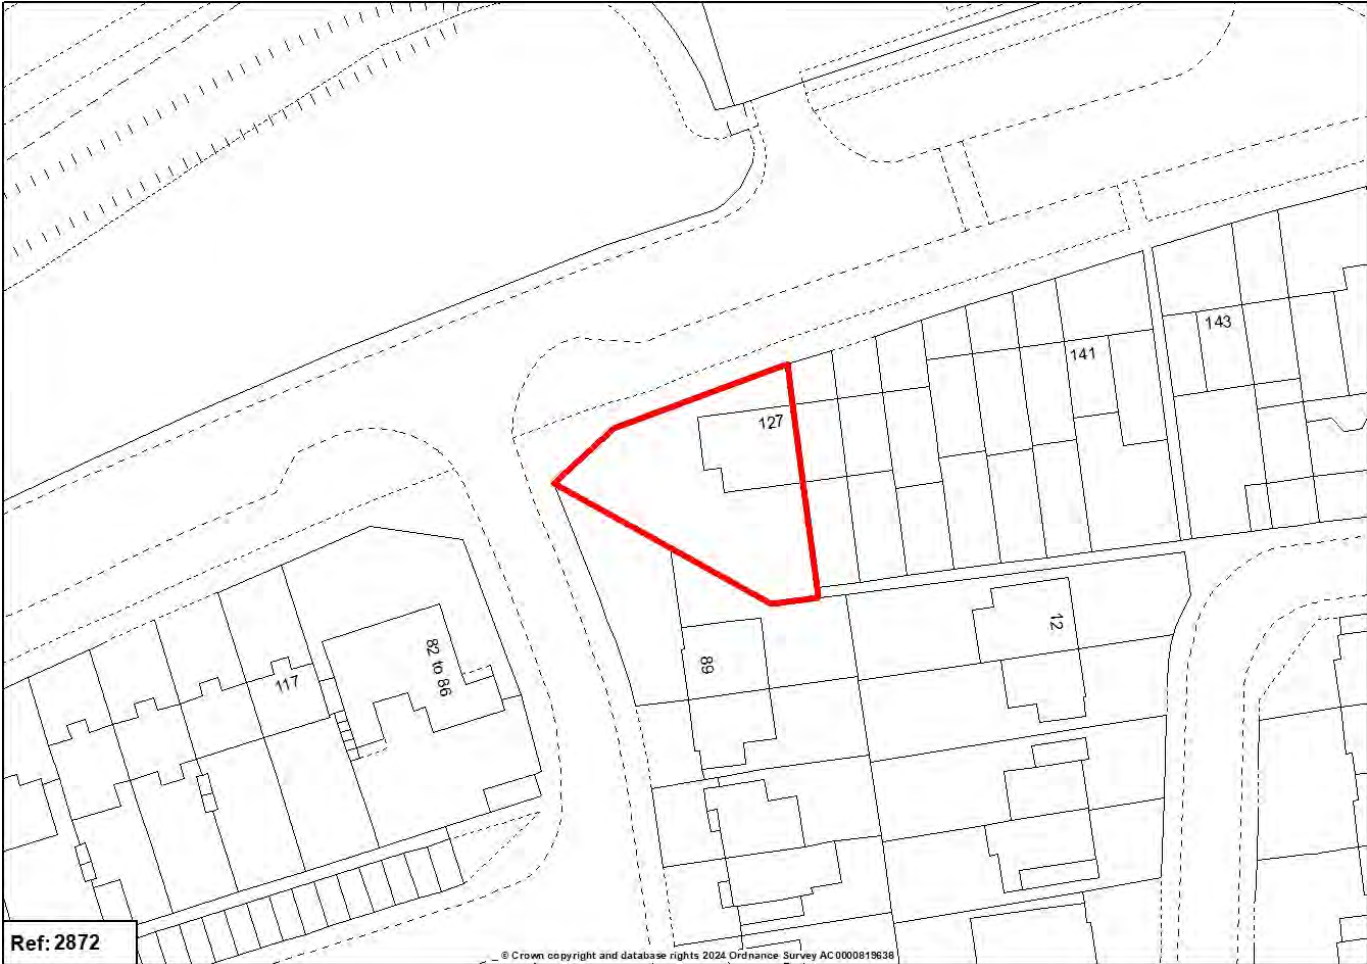 143
141
127
12
82 to 86
89
117
Ref: 2872
© Crown copyright and database rights 2024 Ordnance Survey AC0000819638